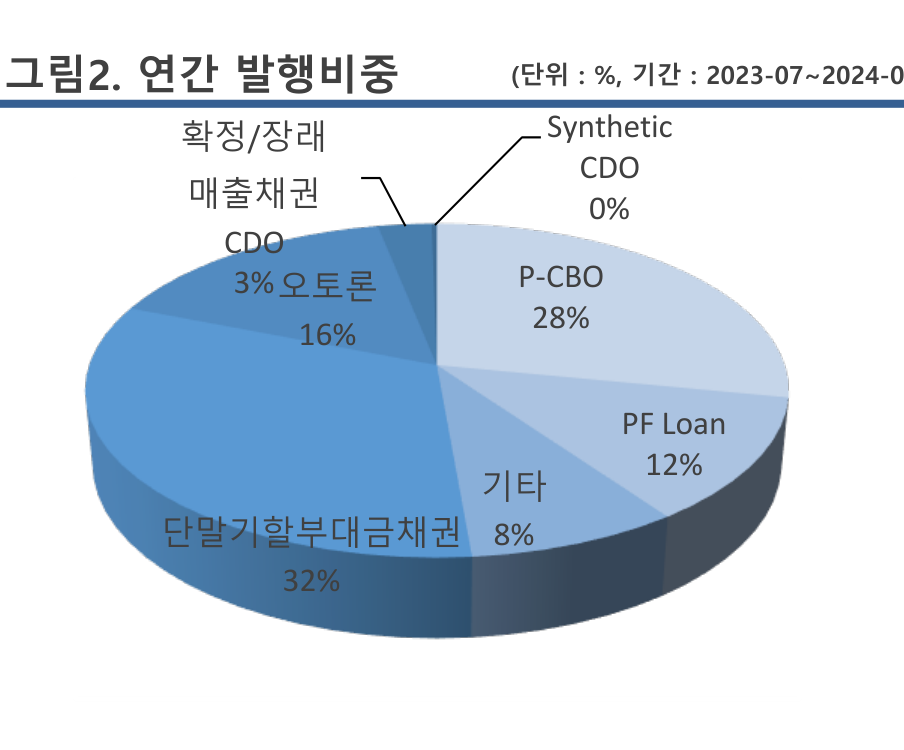 그림2. 연간 발행비중
(단위 : %, 기간 : 2023-07~2024-0
확정/장래
매출채권
CDO
3%
Synthetic
CDO
0%
오토론
16%
P-CBO
28%
PF Loan
12%
기타
8%
단말기할부대금채권
32%